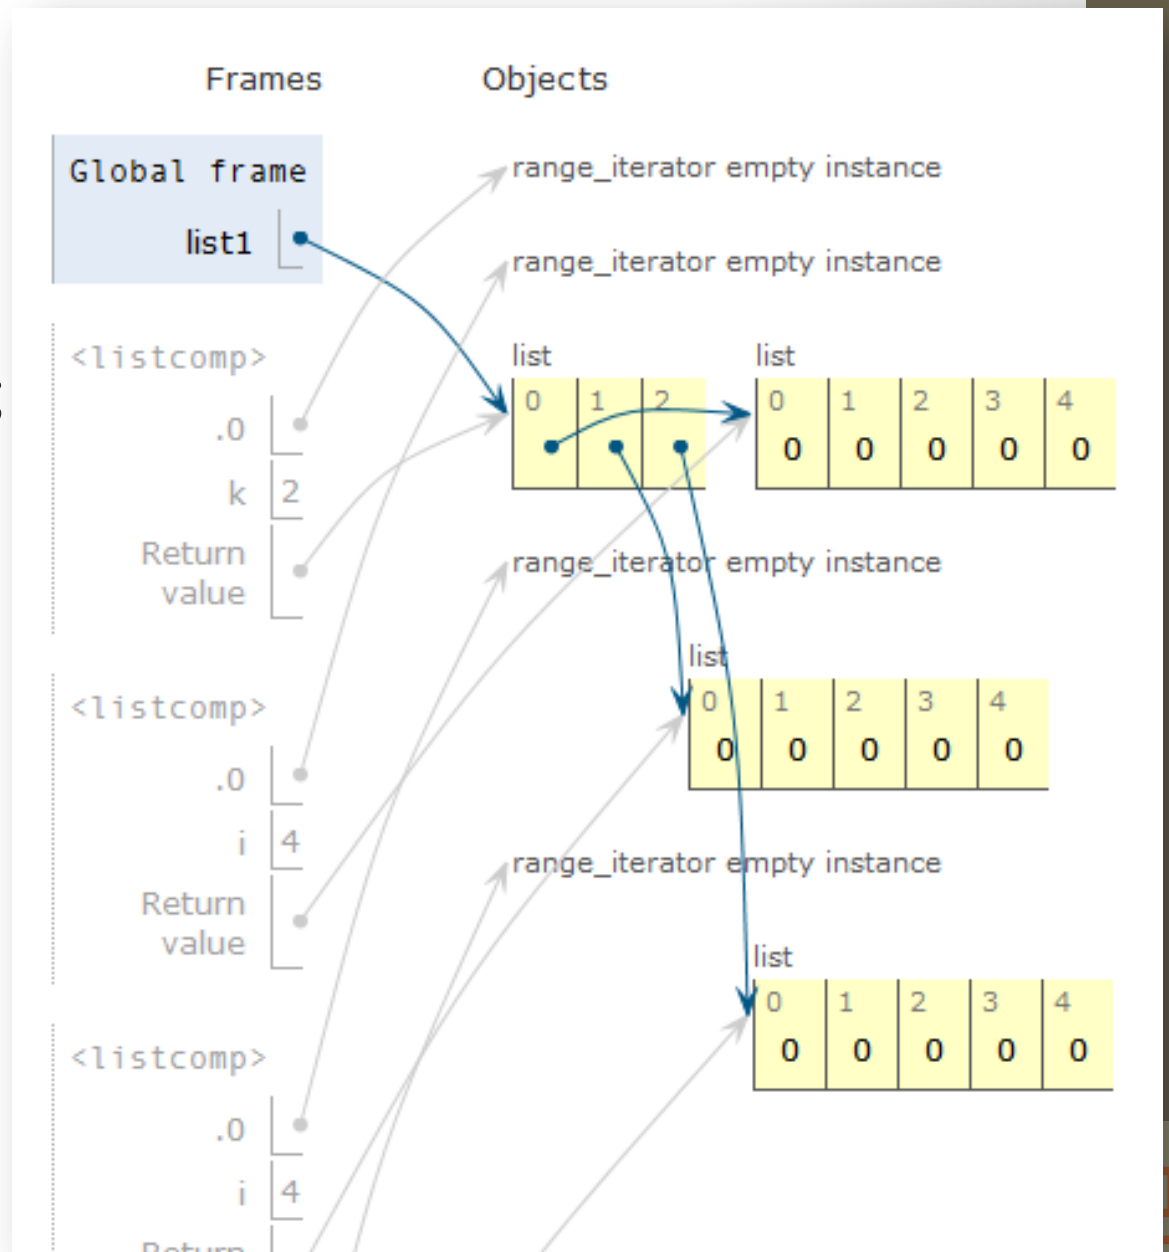 Frames Objects
Global frame
list1
range_iterator empty instance
range_iterator empty instance
<listcomp>
.0
k 2
Return
value
list
0 1 2
list
0 1 2 3 4
0 0 0 0 0
range_iterator empty instance
list
0 1 2 3 4
0 0 0 0 0
<listcomp>
.0
i 4
Return
value
range_iterator empty instance
list
0 1 2 3 4
0 0 0 0 0
<listcomp>
.0
i 4
Return